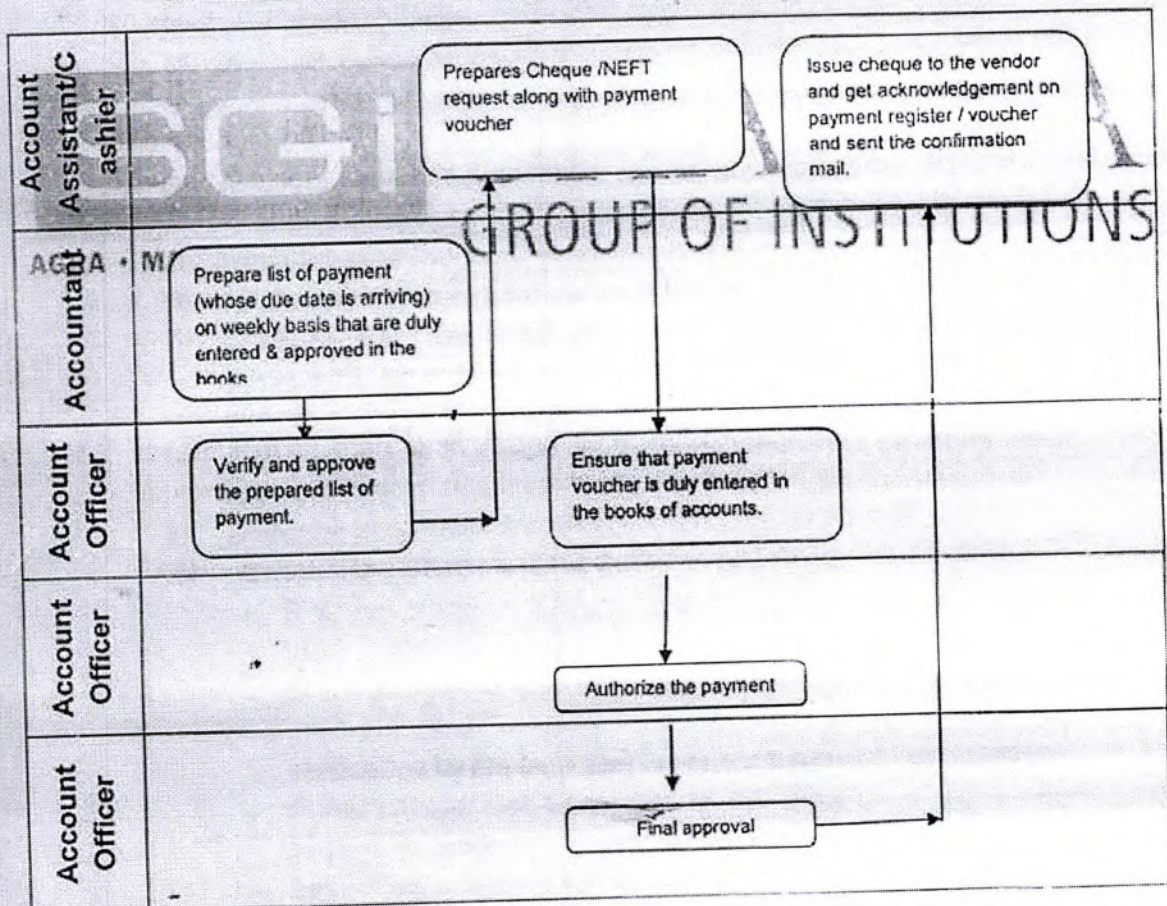 Account
Assistant/C
ashier
Prepares Cheque /NEFT
request along with payment
voucher
Issue cheque to the vendor
and get acknowledgement on
payment register / voucher
and sent the confirmation
mail.
SGI
GROUP OF INSTITUTIONS
AGRA • M
Accountant
Prepare list of payment
(whose due date is arriving)
on weekly basis that are duly
entered & approved in the
books
Account
Officer
Verify and approve
the prepared list of
payment.
Ensure that payment
voucher is duly entered in
the books of accounts.
Account
Officer
Authorize the payment
Account
Officer
Final approval